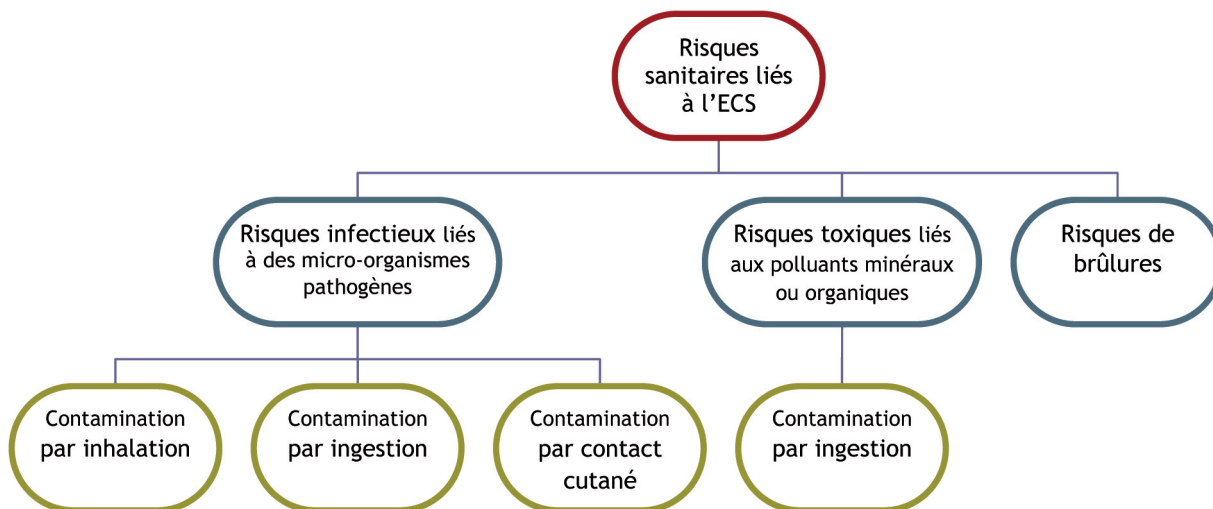 Risques
sanitaires liés
à l’ECS
Risques infectieux liés
à des micro-organismes
pathogènes
Risques toxiques liés
aux polluants minéraux
ou organiques
Risques de
brûlures
Contamination
par inhalation
Contamination
par ingestion
Contamination
par contact
cutané
Contamination
par ingestion